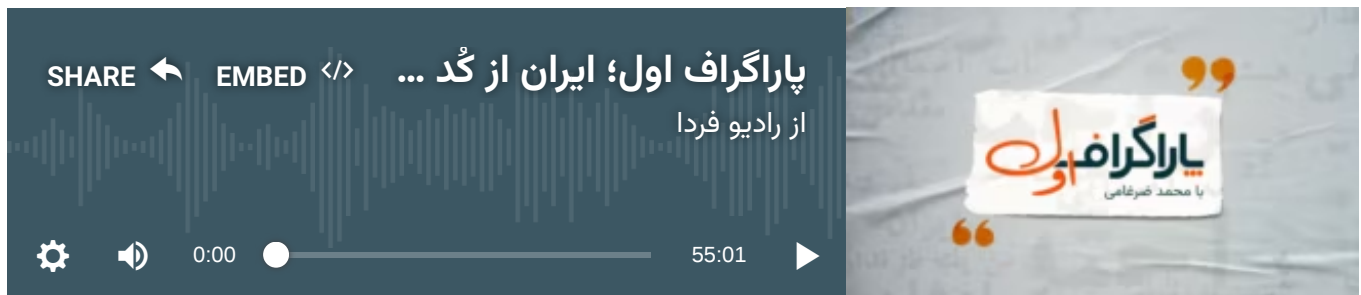 پاراگراف اول؛ ایران از کُد ...
EMBED
SHARE
از رادیو فردا
0:00
55:01
پاراگراف اول
با محمد ضرغامی